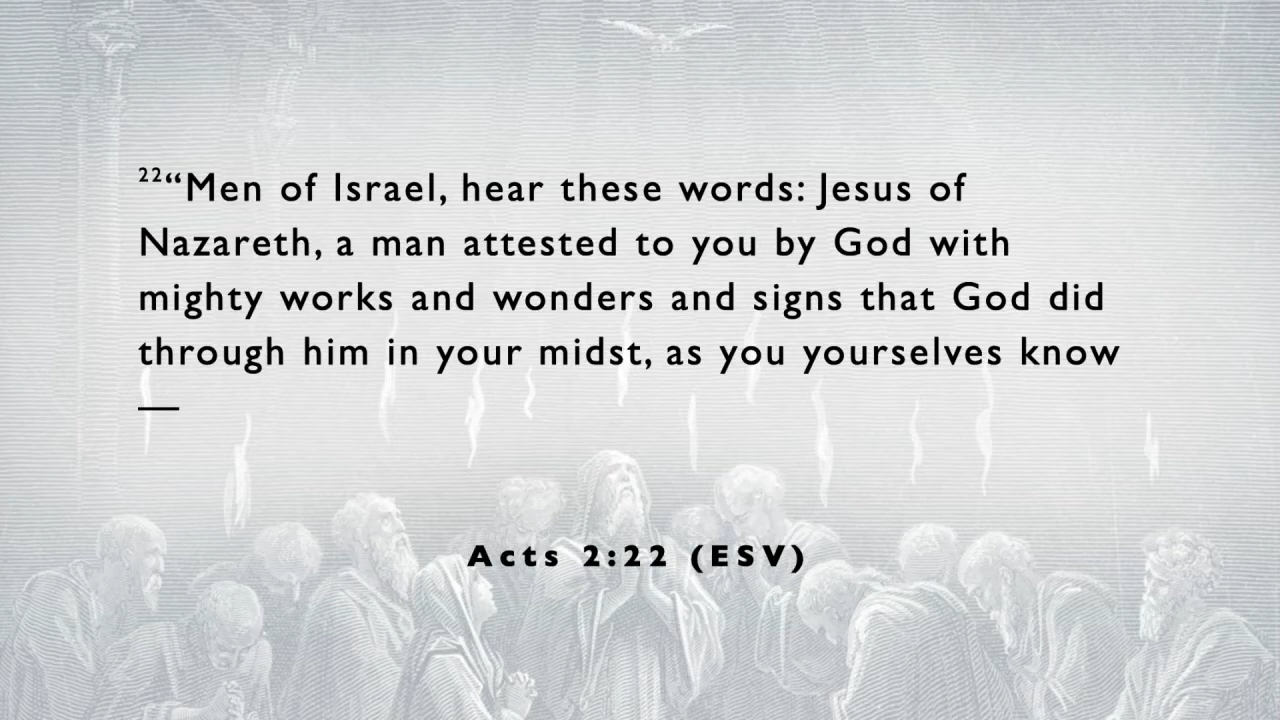 22“Men of Israel, hear these words: Jesus of
Nazareth, a man attested to you by God with
mighty works and wonders and signs that God did
through him in your midst, as you yourselves know
—
Acts 2:22 (ESV)